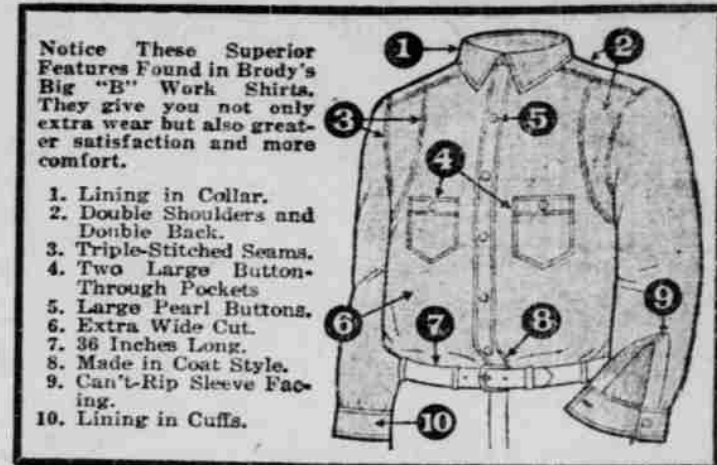 Notice These Superior
Features Found in Brody's
Big "B" Work Shirts.
They give you not only
extra wear but also great-
er satisfaction and more
comfort.
1. Lining in Collar.
2. Double Shoulders and
Double Back.
3. Triple-Stitched Seams.
4. Two Large Button-
Through Pockets
5. Large Pearl Buttons.
6. Extra Wide Cut.
7. 36 Inches Long.
8. Made in Coat Style.
9. Can't-Rip Sleeve Fac-
ing.
10. Lining in Cuffs.
1
2
3
5
4
6
7
8
9
10